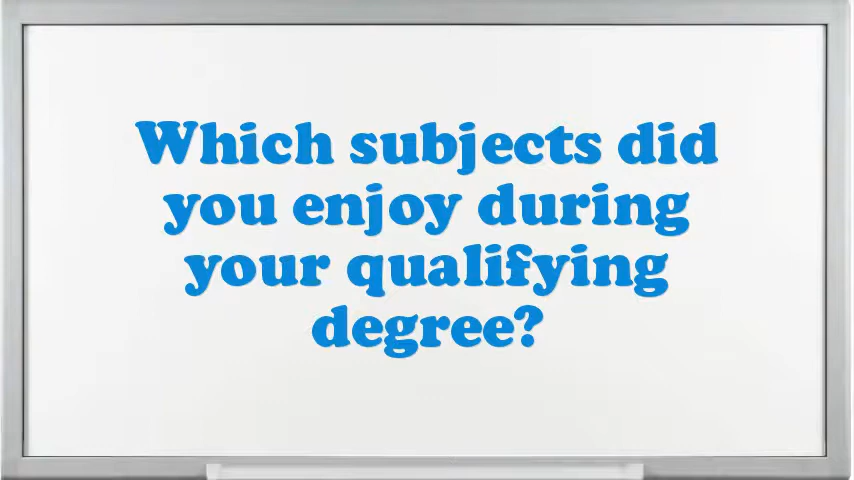 Which subjects did
you enjoy during
your qualifying
degree?